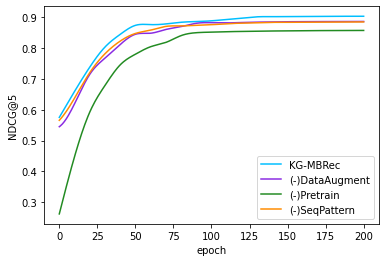 0.9
0.8
0.7
0.6
0.5
0.4
0.3
NDCG@5
KG-MBRec
(-)DataAugment
(-)Pretrain
(-)SeqPattern
0 25 50 75 100 125 150 175 200
epoch